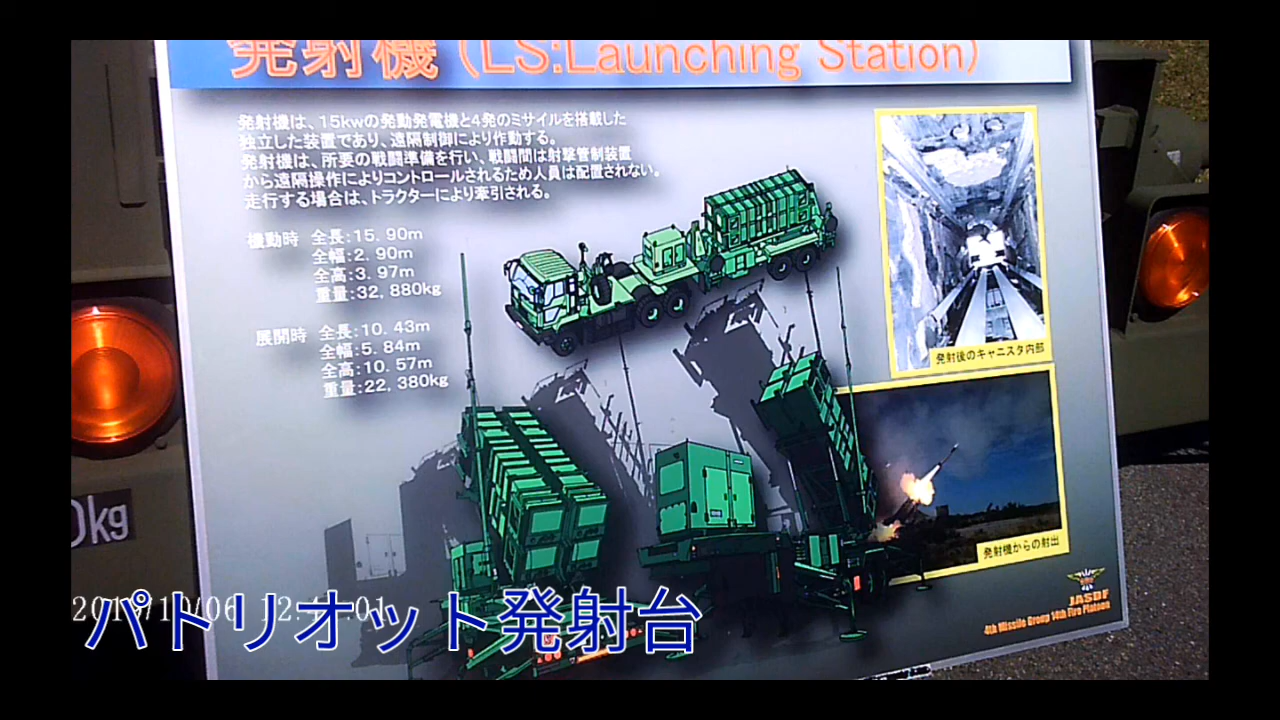 発射機 (LS:Launching Station)
発射機は、15kwの発動発電機と4発のミサイルを搭載した
独立した装置であり、遠隔制御により作動する。
発射機は、所要の戦闘準備を行い、戦闘間は射撃管制装置
から遠隔操作によりコントロールされるため人員は配置されない。
走行する場合は、トラクターにより牽引される。
機動時 全長:15.90m
全幅:2.90m
全高:3.97m
重量:32,880kg
展開時 全長:10.43m
全幅:5.84m
全高:10.57m
重量:22,380kg
発射後のキャニスタ内部
発射機からの射出
JASDF
4th Missile Group 14th Fire Platoon
kg
パトリオット発射台